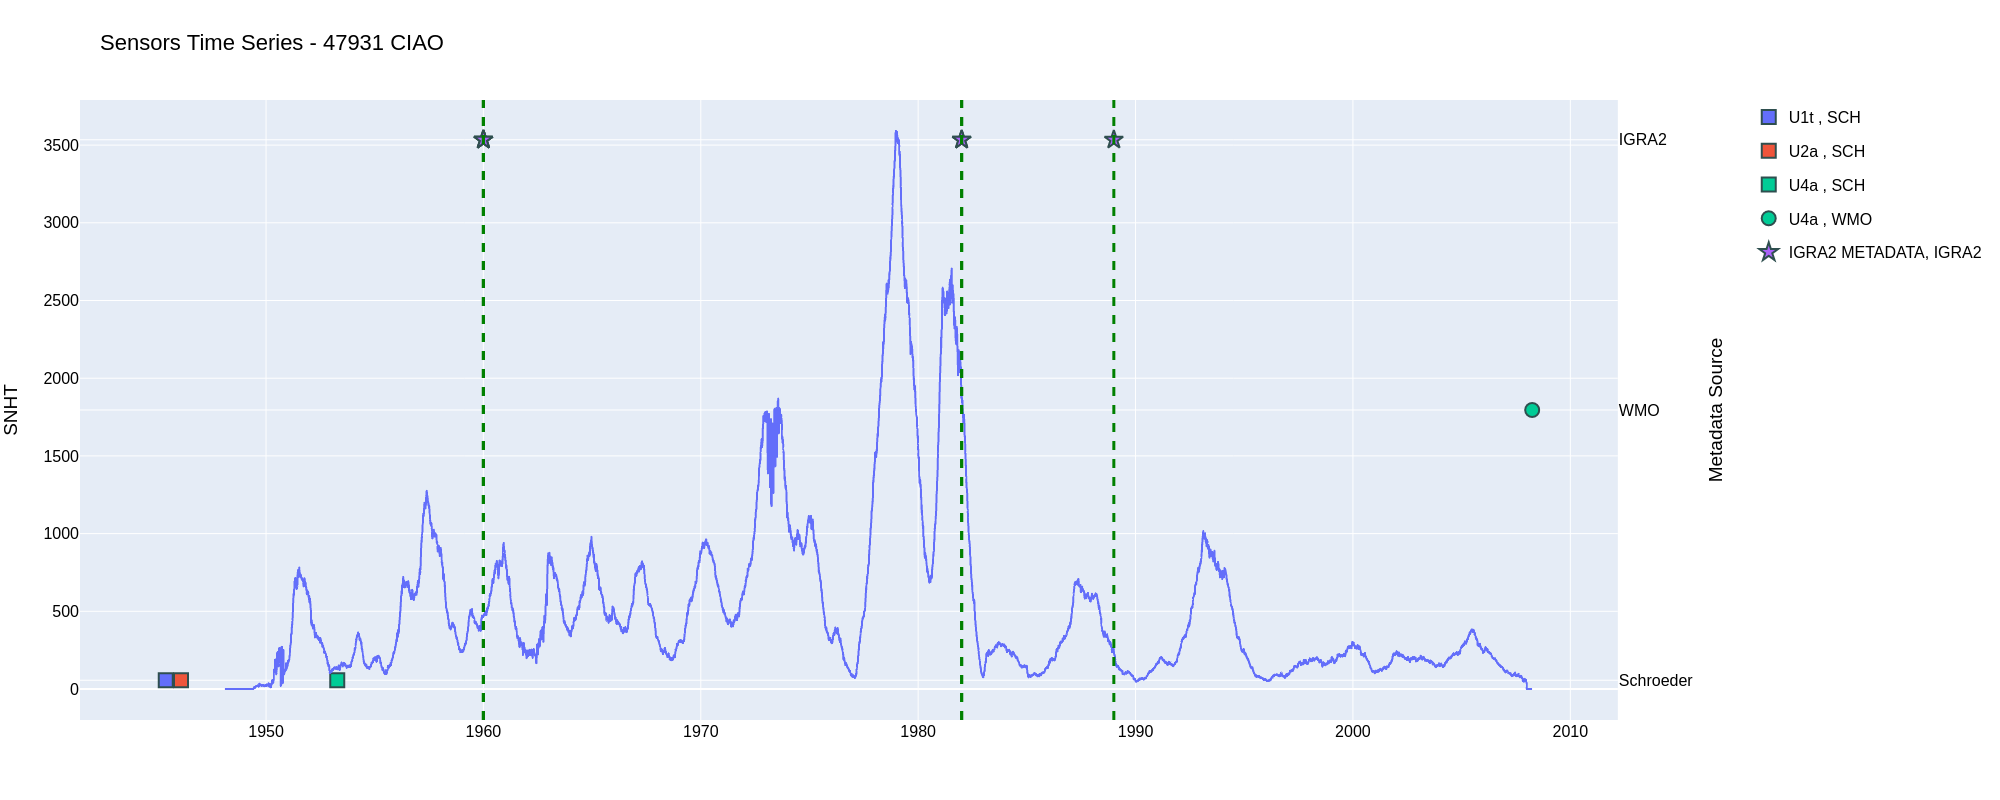 Sensors Time Series - 47931 CIAO
SNHT
3500
3000
2500
2000
1500
1000
500
0
1950
1960
1970
1980
1990
2000
2010
IGRA2
WMO
Schroeder
Metadata Source
U1t , SCH
U2a , SCH
U4a , SCH
U4a , WMO
IGRA2 METADATA, IGRA2